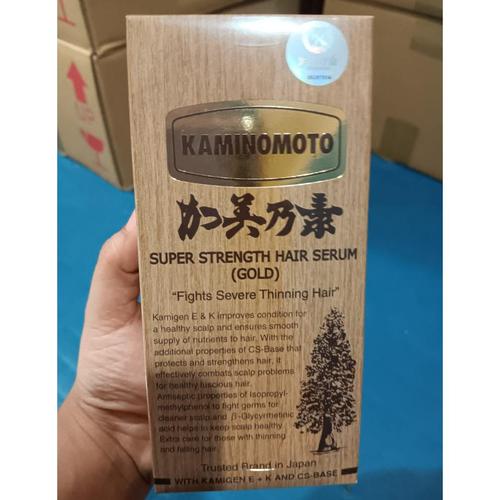 UP
KAMINOMOTO
加美乃素
SUPER STRENGTH HAIR SERUM
(GOLD)
"Fights Severe Thinning Hair"
Kamigen E & K improves condition for
a healthy scalp and ensures smooth
supply of nutrients to hair. With the
additional properties of CS-Base that
protects and strengthens hair, it
effectively combats scalp problems
for healthy luscious hair.
Antiseptic properties of isopropyl-
methylphenol to fight germs for
cleaner scalp and β-Glycyrrhetinic
acid helps to keep scalp healthy.
Extra care for those with thinning
and falling hair.
Trusted Brand in Japan
WITH KAMIGEN E + K AND CS-BASE